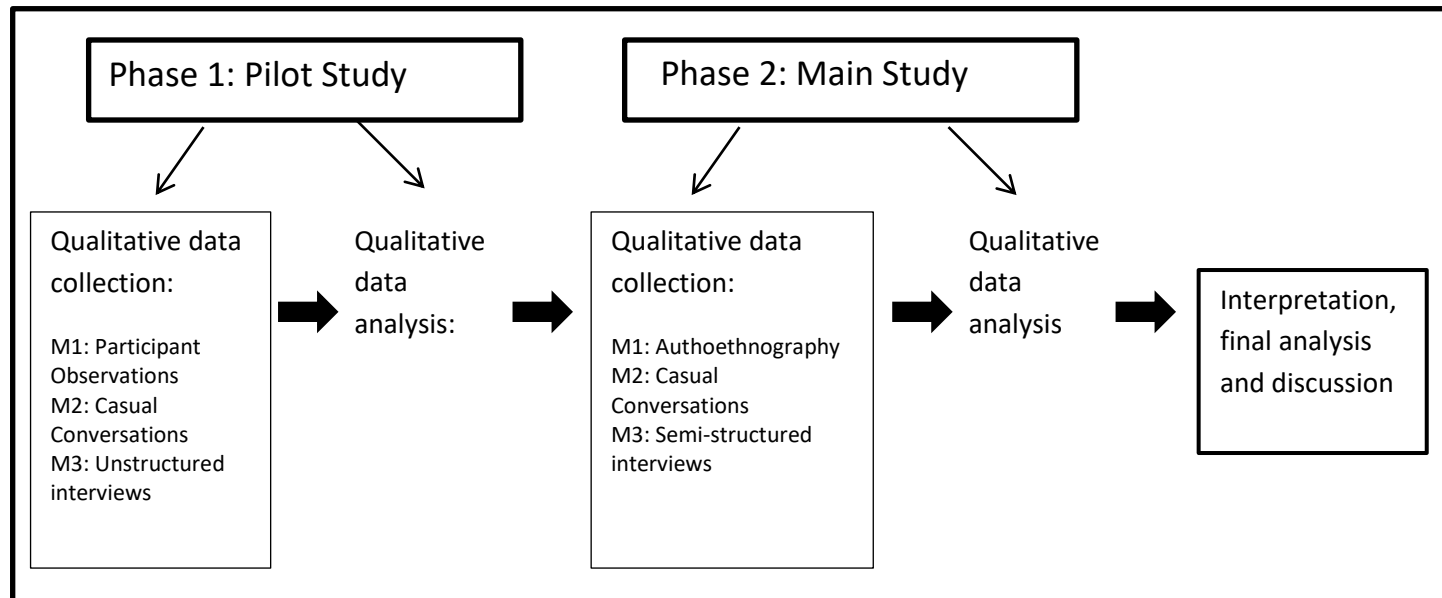 Phase 1: Pilot Study
Phase 2: Main Study
Qualitative data
collection:
M1: Participant
Observations
M2: Casual
Conversations
M3: Unstructured
interviews
Qualitative
data
analysis:
Qualitative data
collection:
M1: Authoethnography
M2: Casual
Conversations
M3: Semi-structured
interviews
Qualitative
data
analysis
Interpretation,
final analysis
and discussion